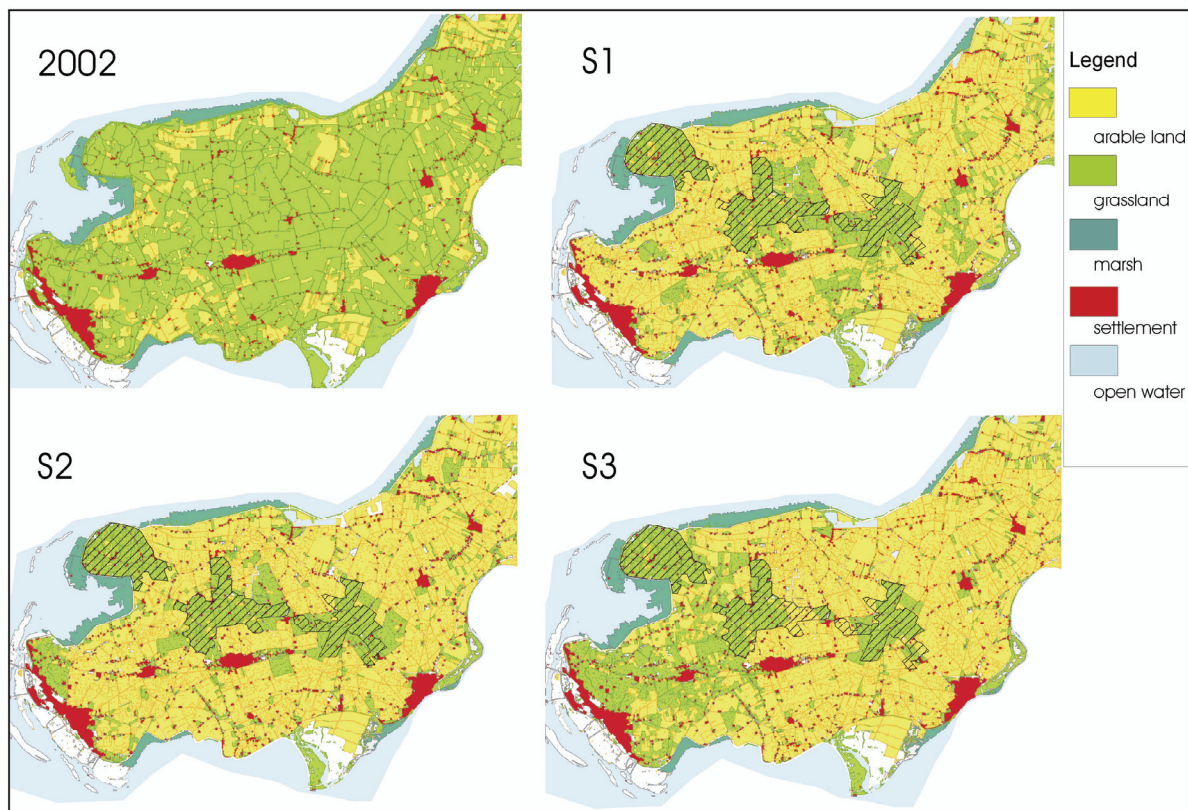 2002
S1
Legend
arable land
grassland
marsh
settlement
open water
S2
S3